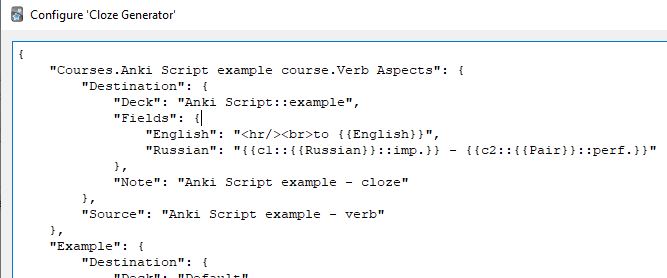 Configure 'Cloze Generator'
{
    "Courses.Anki Script example course.Verb Aspects": {
        "Destination": {
            "Deck": "Anki Script::example",
            "Fields": {
                "English": "<hr/><br>to {{English}}",
                "Russian": "{{c1::{{Russian}}::imp.}} - {{c2::{{Pair}}::perf.}}"
            },
            "Note": "Anki Script example - cloze"
        },
        "Source": "Anki Script example - verb"
    },
    "Example": {
        "Destination": {
            "Deck": "Default"